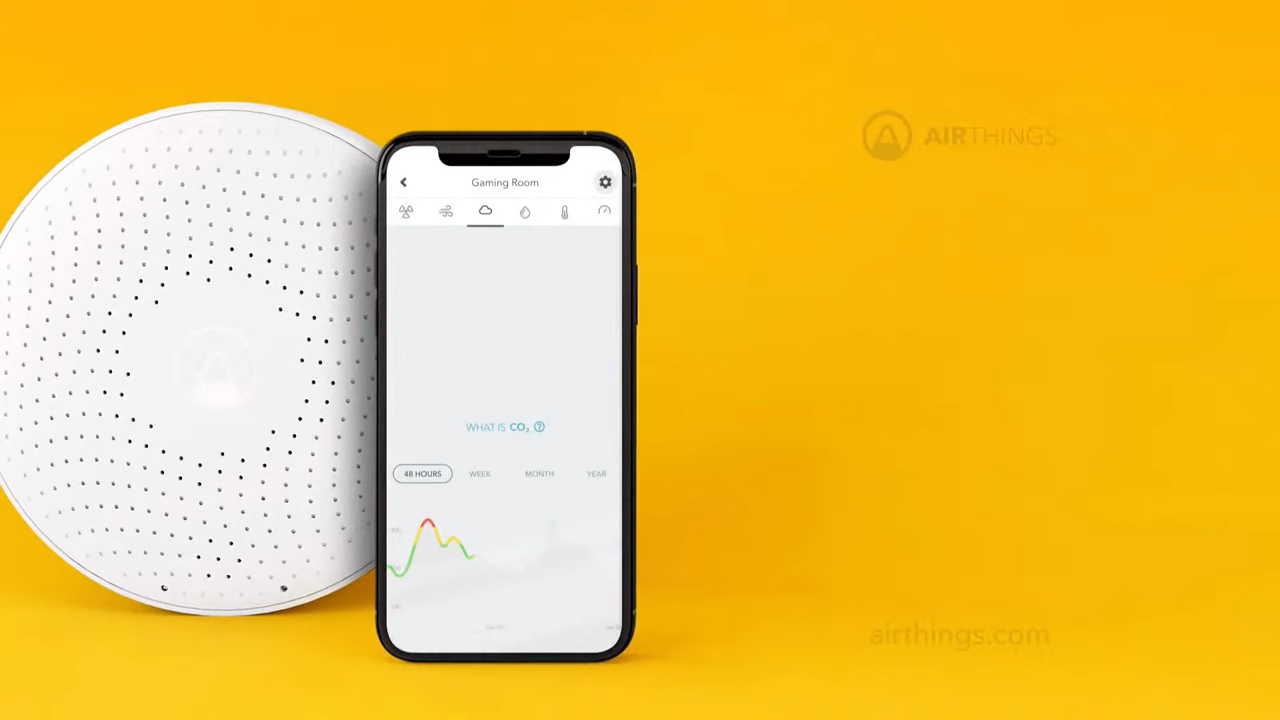 AIRTHINGS
Gaming Room
WHAT IS CO₂ ?
48 HOURS WEEK MONTH YEAR
airthings.com